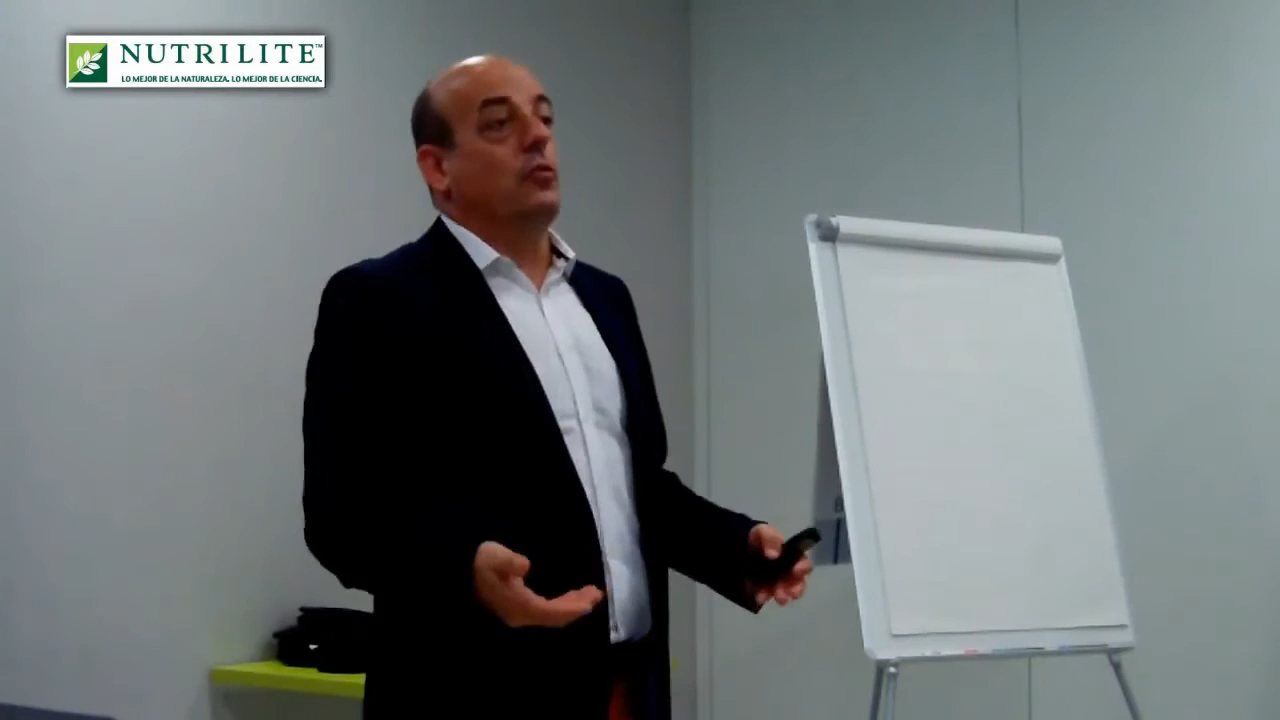 NUTRILITE™
LO MEJOR DE LA NATURALEZA. LO MEJOR DE LA CIENCIA.